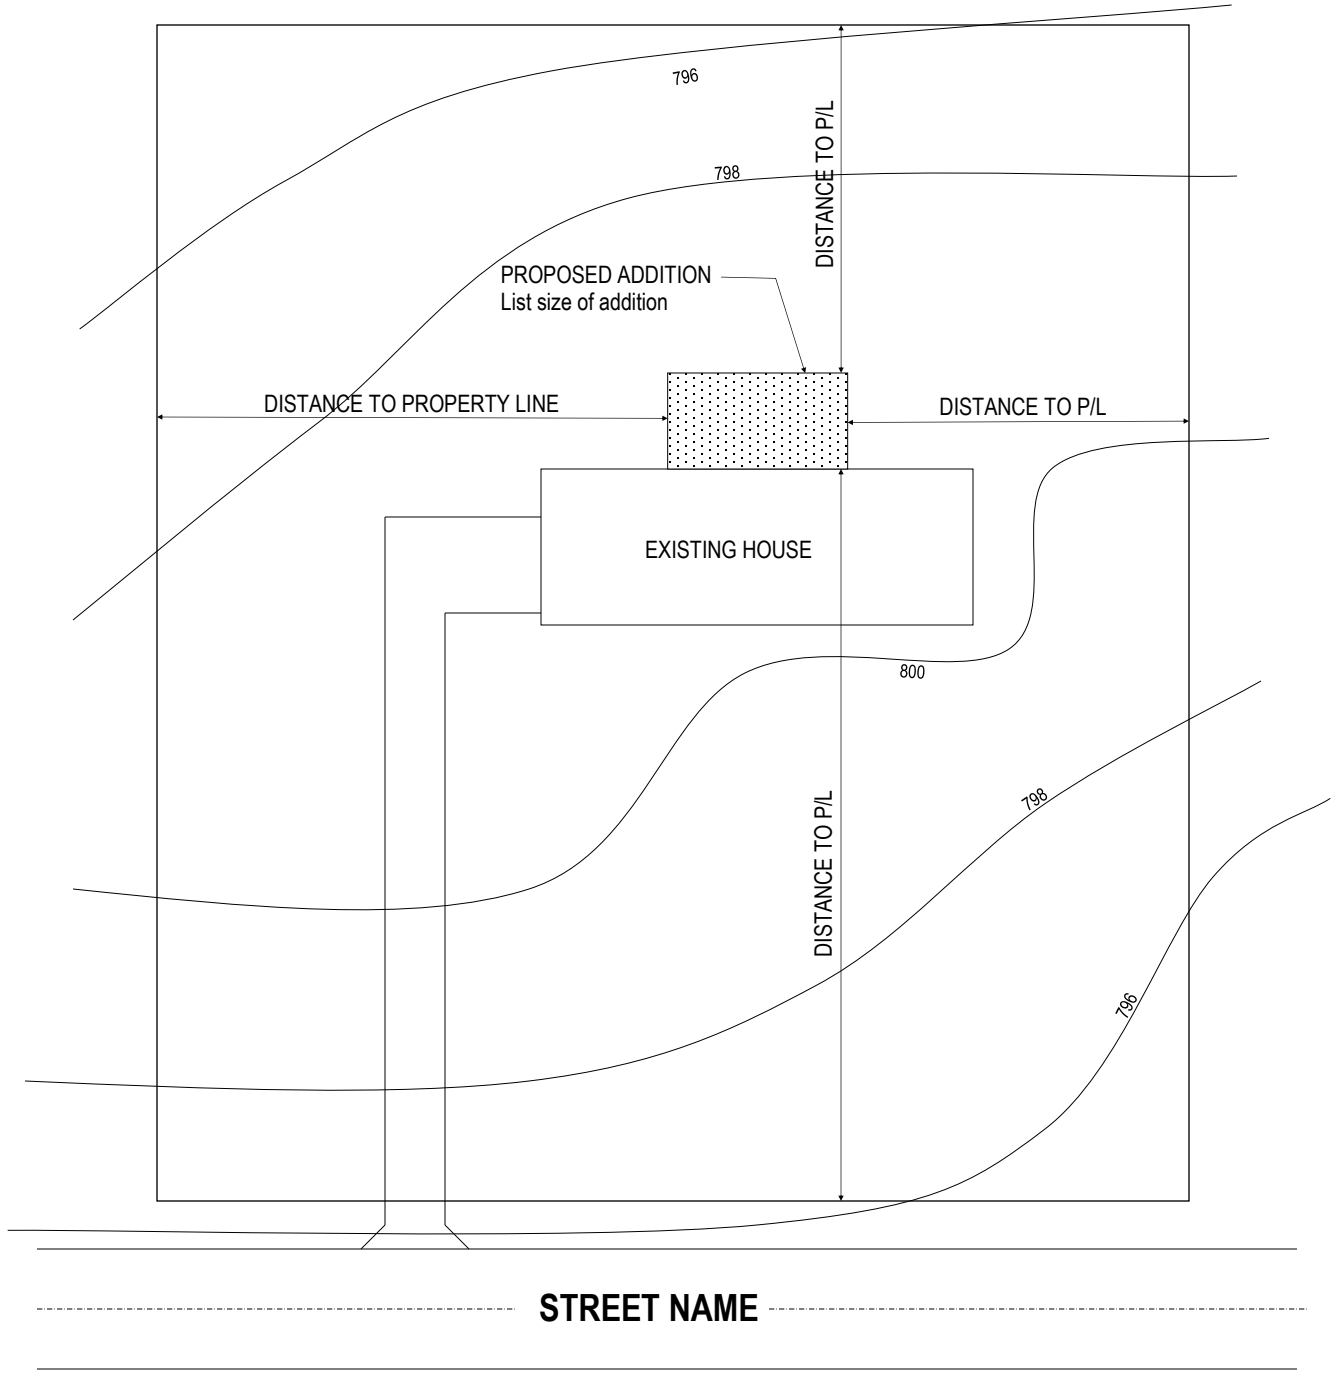 796
798
DISTANCE TO P/L
PROPOSED ADDITION
List size of addition
DISTANCE TO PROPERTY LINE
DISTANCE TO P/L
EXISTING HOUSE
800
798
DISTANCE TO P/L
796
STREET NAME